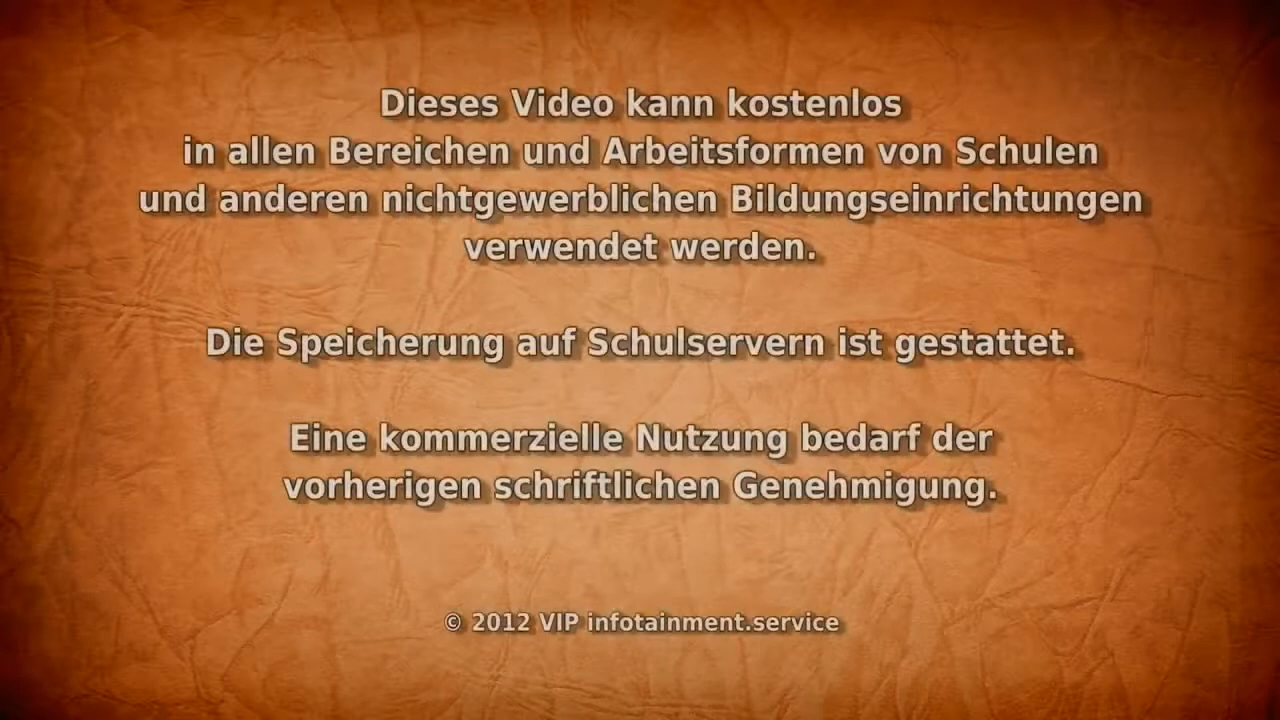 Dieses Video kann kostenlos
in allen Bereichen und Arbeitsformen von Schulen
und anderen nichtgewerblichen Bildungseinrichtungen
verwendet werden.
Die Speicherung auf Schulservern ist gestattet.
Eine kommerzielle Nutzung bedarf der
vorherigen schriftlichen Genehmigung.
© 2012 VIP infotainment.service